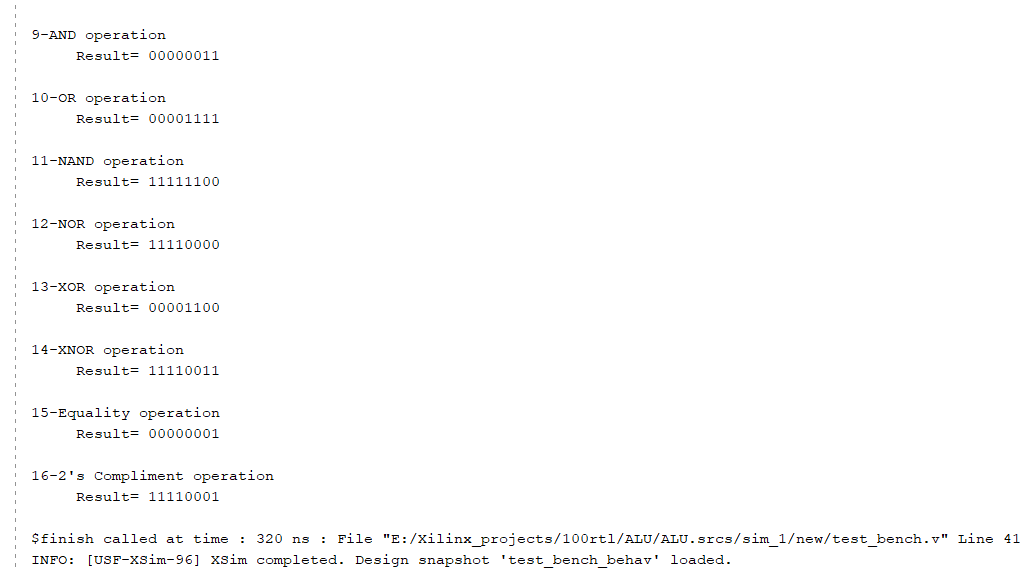 9-AND operation
Result= 00000011
10-OR operation
Result= 00001111
11-NAND operation
Result= 11111100
12-NOR operation
Result= 11110000
13-XOR operation
Result= 00001100
14-XNOR operation
Result= 11110011
15-Equality operation
Result= 00000001
16-2's Compliment operation
Result= 11110001
$finish called at time : 320 ns : File "E:/Xilinx_projects/100rtl/ALU/ALU.srcs/sim_1/new/test_bench.v" Line 41
INFO: [USF-XSim-96] XSim completed. Design snapshot 'test_bench_behav' loaded.